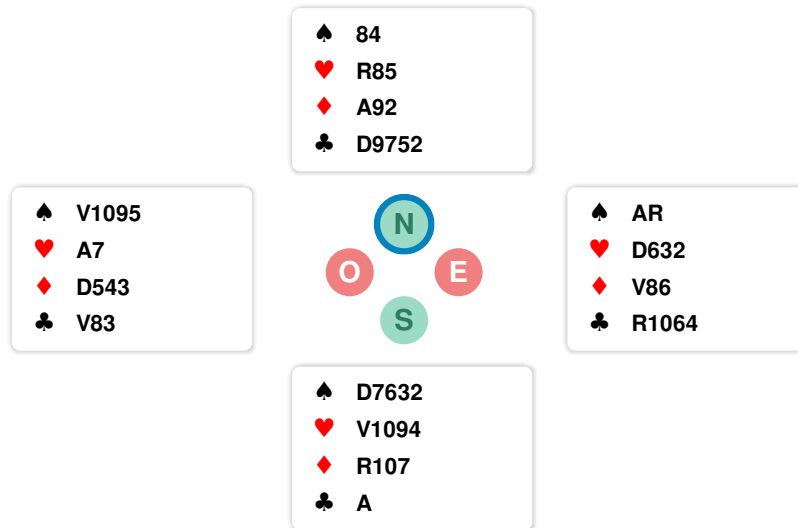 ♠ 84
♥ R85
♦ A92
♣ D9752
♠ V1095
♥ A7
♦ D543
♣ V83
N
O E
S
♠ AR
♥ D632
♦ V86
♣ R1064
♠ D7632
♥ V1094
♦ R107
♣ A